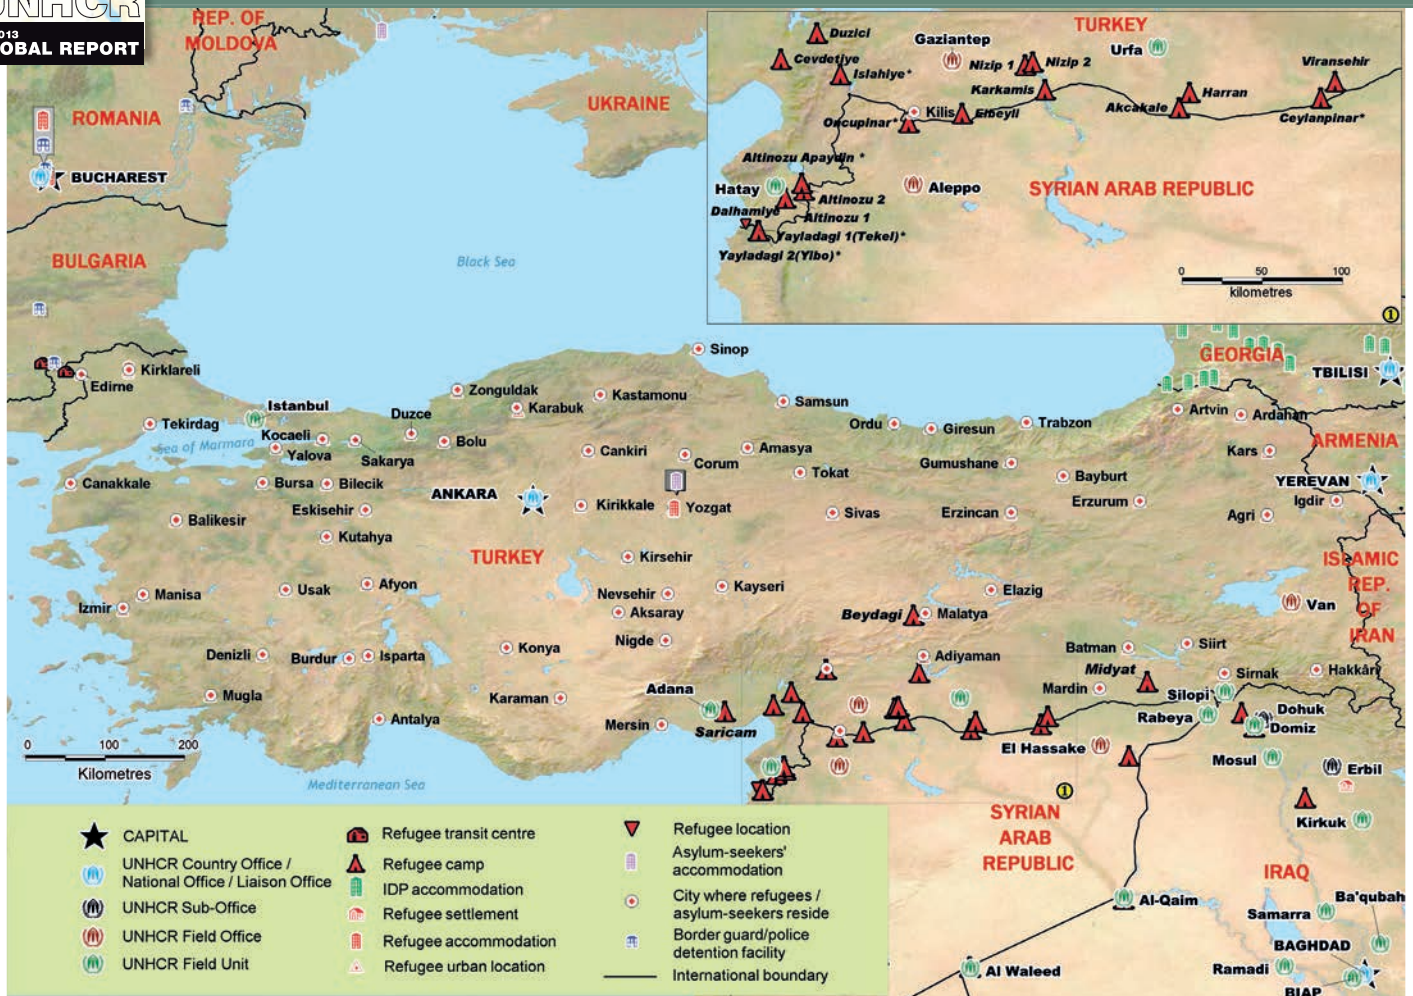 2013
GLOBAL REPORT
REP. OF
MOLDOVA
ROMANIA
UKRAINE
BUCHAREST
BULGARIA
Black Sea
TURKEY
Duzici
Gaziantep
Urfa
Cevdetiye
Nizip 1
Nizip 2
Viransehir
Islahiye*
Karkamis
Harran
Akcakale
Ceylanpinar*
Kilis
Elbeyli
Oncupinar*
Altinozu Apaydin *
Hatay
Aleppo
SYRIAN ARAB REPUBLIC
Altinozu 2
Dalhamiye
Altinozu 1
Yayladagi 1(Tekel)*
Yayladagi 2(Yibo)*
0 50 100
kilometres
1
GEORGIA
TBILISI
Sinop
Kirklareli
Edirne
Zonguldak
Kastamonu
Karabuk
Samsun
Istanbul
Duzce
Artvin
Ardahan
Tekirdag
Ordu
Giresun
Trabzon
Sea of Marmara
Kocaeli
Yalova
Sakarya
Bolu
Cankiri
Corum
Amasya
Tokat
Gumushane
Bayburt
Kars
ARMENIA
Canakkale
Bursa
Bilecik
ANKARA
YEREVAN
Eskisehir
Kirikkale
Yozgat
Sivas
Erzincan
Erzurum
Igdir
Agri
Balikesir
Kutahya
TURKEY
Kirsehir
ISLAMIC
REP.
OF
IRAN
Usak
Afyon
Manisa
Izmir
Nevsehir
Kayseri
Elazig
Aksaray
Beydagi
Malatya
Van
Nigde
Denizli
Burdur
Isparta
Konya
Adiyaman
Batman
Siirt
Midyat
Sirnak
Hakkâri
Mugla
Karaman
Adana
Mardin
Silopi
Antalya
Mersin
Saricam
Rabeya
Dohuk
Domiz
El Hassake
Mosul
Erbil
0 100 200
Kilometres
Mediterranean Sea
1
SYRIAN
ARAB
REPUBLIC
Kirkuk
IRAQ
Al-Qaim
Samarra
Ba'qubah
BAGHDAD
Al Waleed
Ramadi
BIAP
CAPITAL
UNHCR Country Office /
National Office / Liaison Office
UNHCR Sub-Office
UNHCR Field Office
UNHCR Field Unit
Refugee transit centre
Refugee camp
IDP accommodation
Refugee settlement
Refugee accommodation
Refugee urban location
Refugee location
Asylum-seekers'
accommodation
City where refugees /
asylum-seekers reside
Border guard/police
detention facility
International boundary